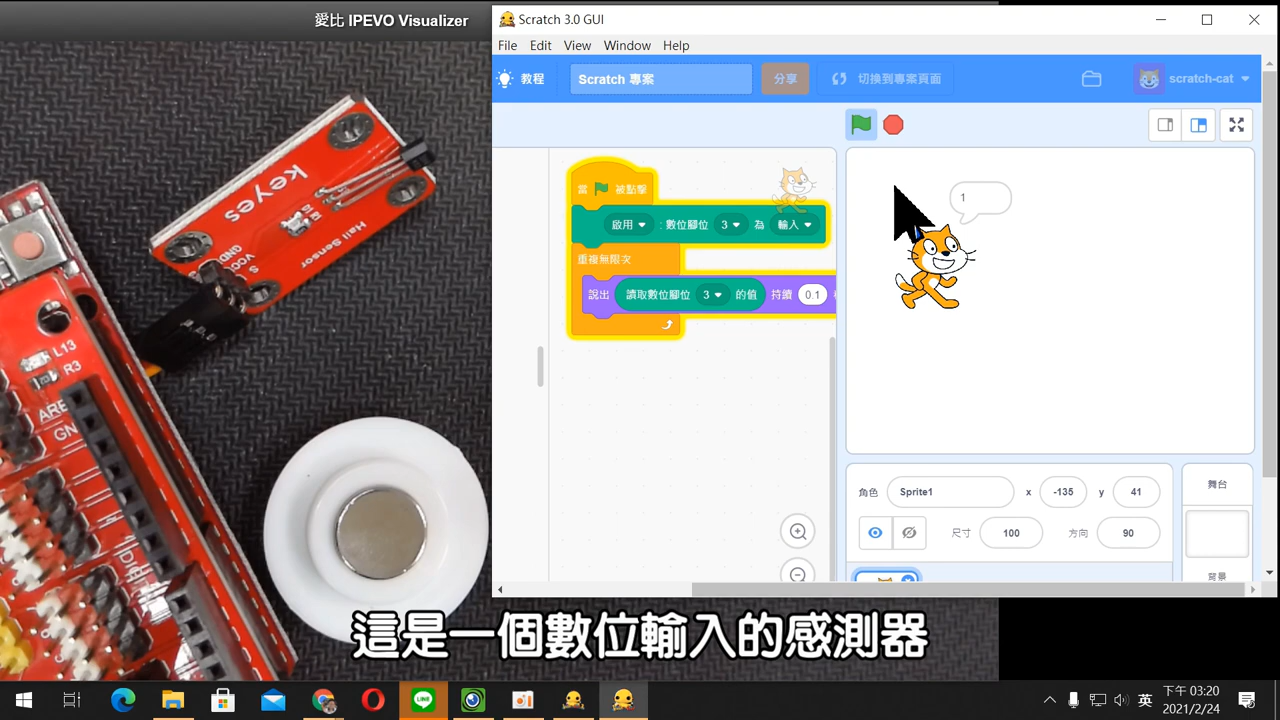 愛比 IPEVO Visualizer
Scratch 3.0 GUI
File Edit View Window Help
教程
Scratch 專案
分享
切換到專案頁面
scratch-cat
當 被點擊
啟用 : 數位腳位 3 為 輸入
重複無限次
說出 讀取數位腳位 3 的值 持續 0.1
1
keyes
Hall Sensor
S
VCC
GND
L13
R3
GN
角色 Sprite1 x -135 y 41
尺寸 100 方向 90
舞台
背景
這是一個數位輸入的感測器
LINE
英
下午 03:20
2021/2/24